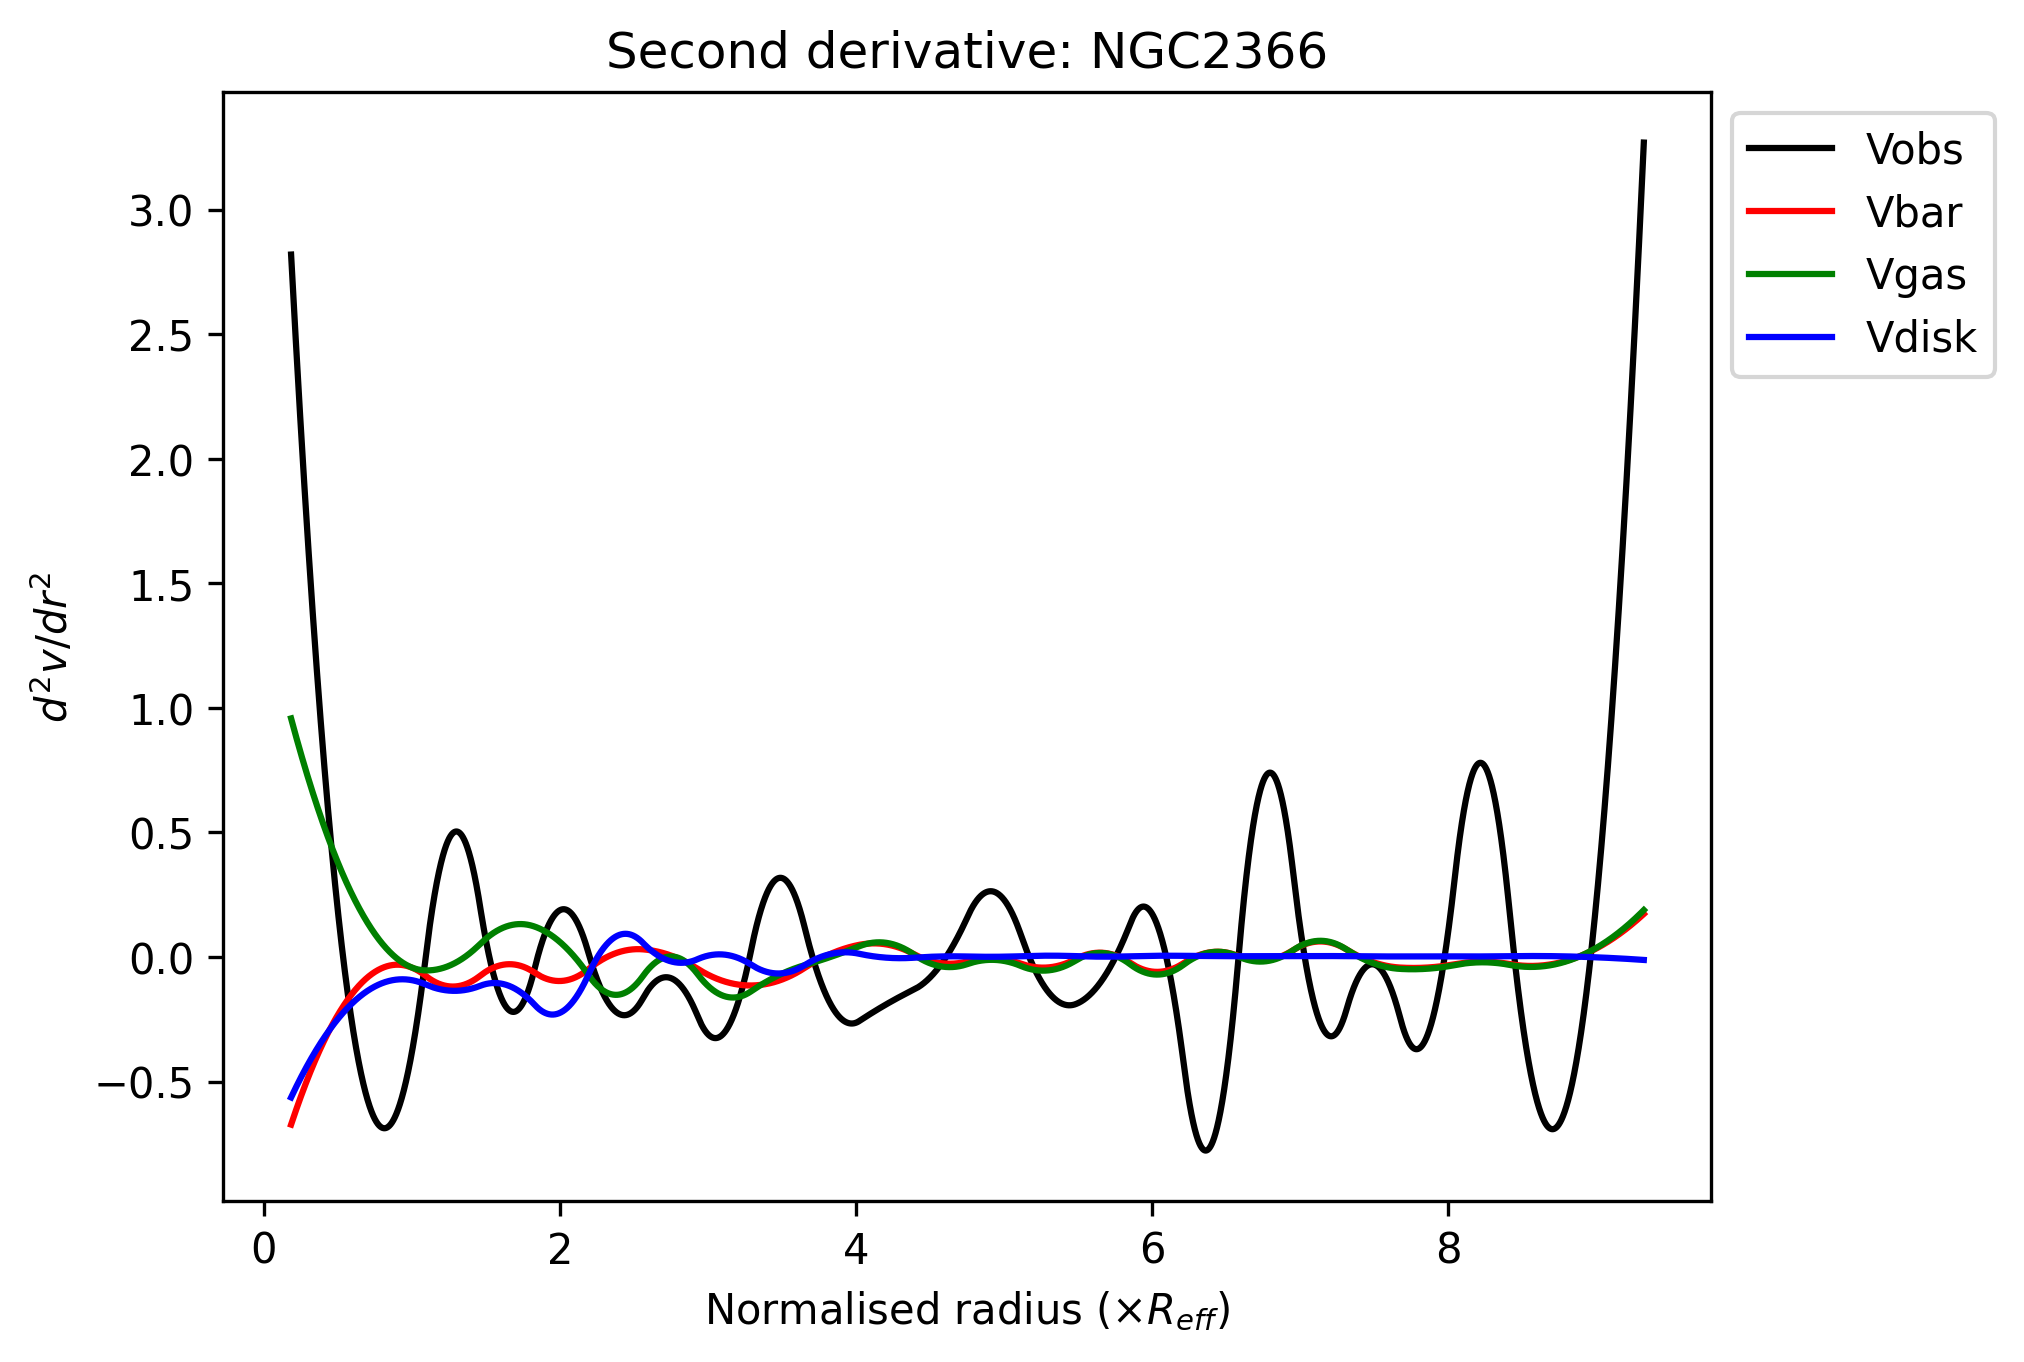 Second derivative: NGC2366
Vobs
Vbar
Vgas
Vdisk
3.0
2.5
2.0
1.5
1.0
0.5
0.0
−0.5
d²v/dr²
0 2 4 6 8
Normalised radius (×R_eff)